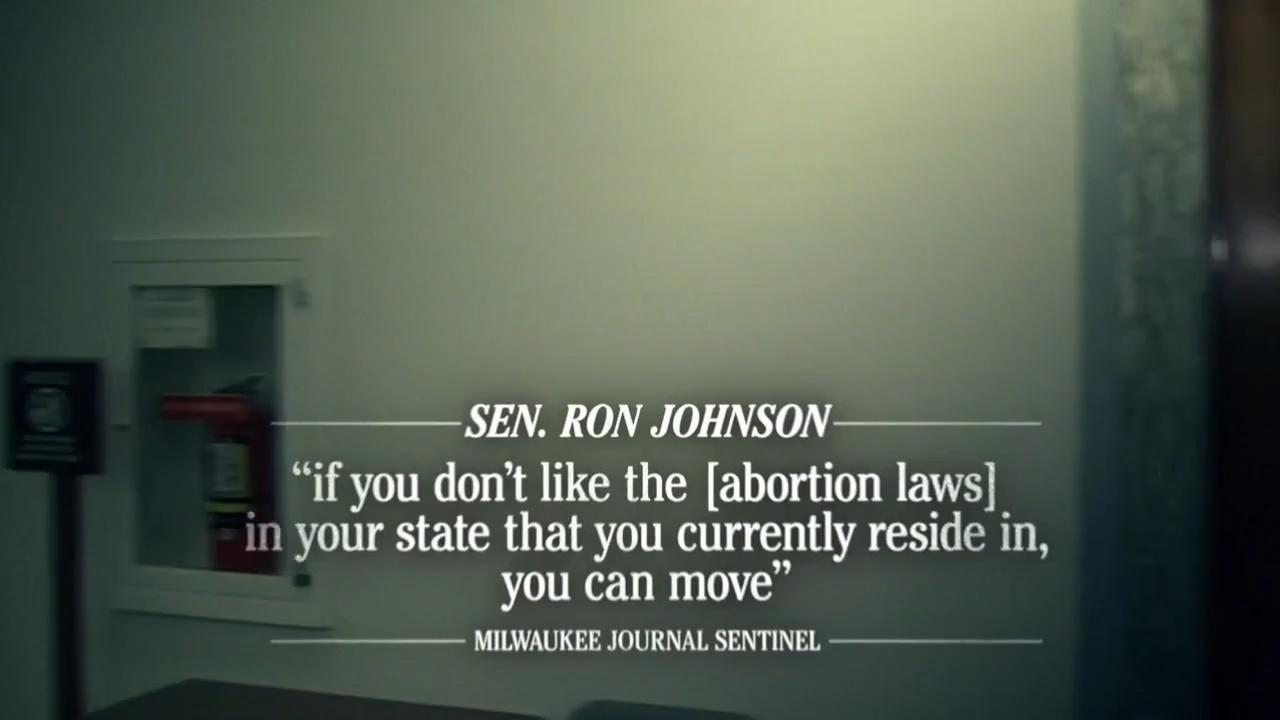 SEN. RON JOHNSON
“if you don’t like the [abortion laws]
in your state that you currently reside in,
you can move”
MILWAUKEE JOURNAL SENTINEL